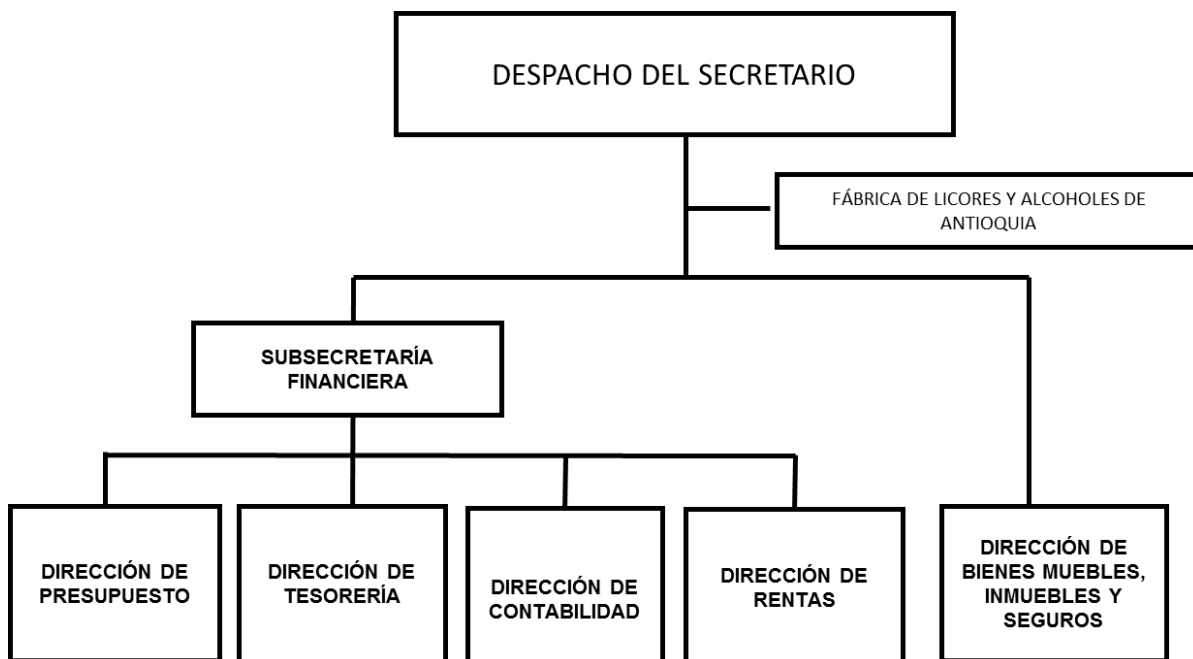 DESPACHO DEL SECRETARIO
FÁBRICA DE LICORES Y ALCOHOLES DE
ANTIOQUIA
SUBSECRETARÍA
FINANCIERA
DIRECCIÓN DE
PRESUPUESTO
DIRECCIÓN DE
TESORERÍA
DIRECCIÓN DE
CONTABILIDAD
DIRECCIÓN DE
RENTAS
DIRECCIÓN DE
BIENES MUEBLES,
INMUEBLES Y
SEGUROS